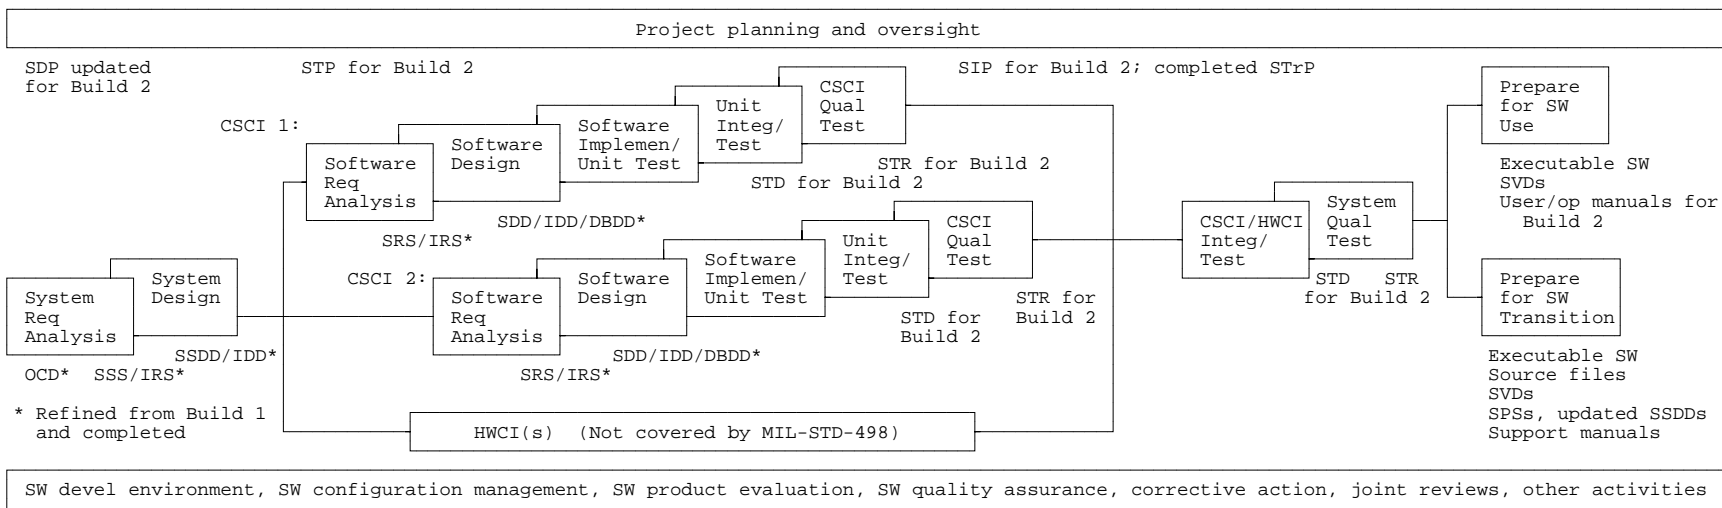 Project planning and oversight
SDP updated
for Build 2
STP for Build 2
SIP for Build 2; completed STrP
CSCI 1:
Software
Req
Analysis
Software
Design
Software
Implemen/
Unit Test
Unit
Integ/
Test
CSCI
Qual
Test
STR for Build 2
STD for Build 2
SDD/IDD/DBDD*
SRS/IRS*
CSCI 2:
Software
Req
Analysis
Software
Design
Software
Implemen/
Unit Test
Unit
Integ/
Test
CSCI
Qual
Test
STR for
Build 2
STD for
Build 2
SDD/IDD/DBDD*
SRS/IRS*
System
Req
Analysis
System
Design
SSDD/IDD*
OCD* SSS/IRS*
* Refined from Build 1
and completed
HWCI(s) (Not covered by MIL-STD-498)
CSCI/HWCI
Integ/
Test
System
Qual
Test
STD STR
for Build 2
Prepare
for SW
Use
Executable SW
SVDs
User/op manuals for
Build 2
Prepare
for SW
Transition
Executable SW
Source files
SVDs
SPSs, updated SSDDs
Support manuals
SW devel environment, SW configuration management, SW product evaluation, SW quality assurance, corrective action, joint reviews, other activities